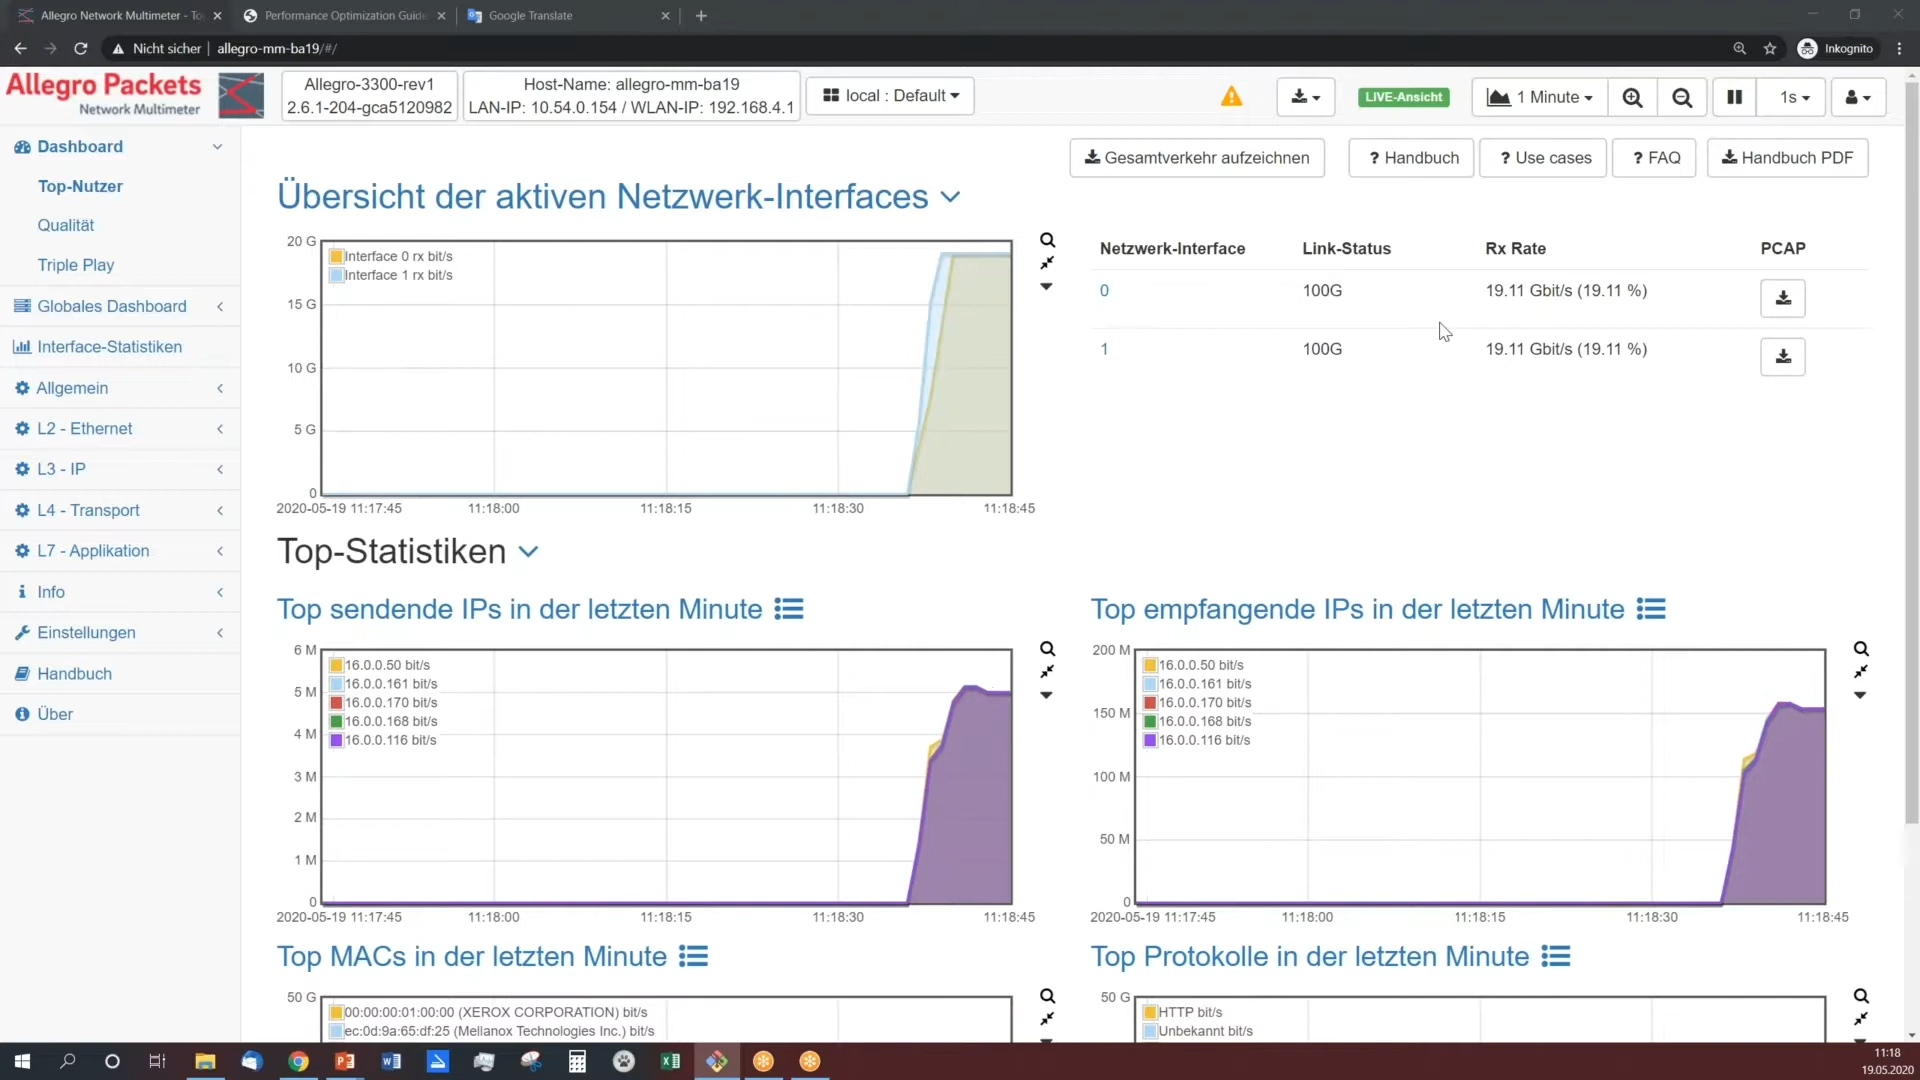 Allegro Network Multimeter - To
Performance Optimization Guide
Google Translate
Nicht sicher | allegro-mm-ba19/#/
Inkognito
Allegro Packets
Network Multimeter
Allegro-3300-rev1
2.6.1-204-gca5120982
Host-Name: allegro-mm-ba19
LAN-IP: 10.54.0.154 / WLAN-IP: 192.168.4.1
local : Default
LIVE-Ansicht
1 Minute
1s
Dashboard
Top-Nutzer
Qualität
Triple Play
Globales Dashboard
Interface-Statistiken
Allgemein
L2 - Ethernet
L3 - IP
L4 - Transport
L7 - Applikation
Info
Einstellungen
Handbuch
Über
Gesamtverkehr aufzeichnen
? Handbuch
? Use cases
? FAQ
Handbuch PDF
Übersicht der aktiven Netzwerk-Interfaces
20 G
15 G
10 G
5 G
0
Interface 0 rx bit/s
Interface 1 rx bit/s
2020-05-19 11:17:45 11:18:00 11:18:15 11:18:30 11:18:45
Netzwerk-Interface Link-Status Rx Rate PCAP
0 100G 19.11 Gbit/s (19.11 %)
1 100G 19.11 Gbit/s (19.11 %)
Top-Statistiken
Top sendende IPs in der letzten Minute
6 M
5 M
4 M
3 M
2 M
1 M
0
16.0.0.50 bit/s
16.0.0.161 bit/s
16.0.0.170 bit/s
16.0.0.168 bit/s
16.0.0.116 bit/s
2020-05-19 11:17:45 11:18:00 11:18:15 11:18:30 11:18:45
Top empfangende IPs in der letzten Minute
200 M
150 M
100 M
50 M
0
16.0.0.50 bit/s
16.0.0.161 bit/s
16.0.0.170 bit/s
16.0.0.168 bit/s
16.0.0.116 bit/s
2020-05-19 11:17:45 11:18:00 11:18:15 11:18:30 11:18:45
Top MACs in der letzten Minute
50 G
00:00:00:01:00:00 (XEROX CORPORATION) bit/s
ec:0d:9a:65:df:25 (Mellanox Technologies Inc.) bit/s
Top Protokolle in der letzten Minute
50 G
HTTP bit/s
Unbekannt bit/s
11:18
19.05.2020